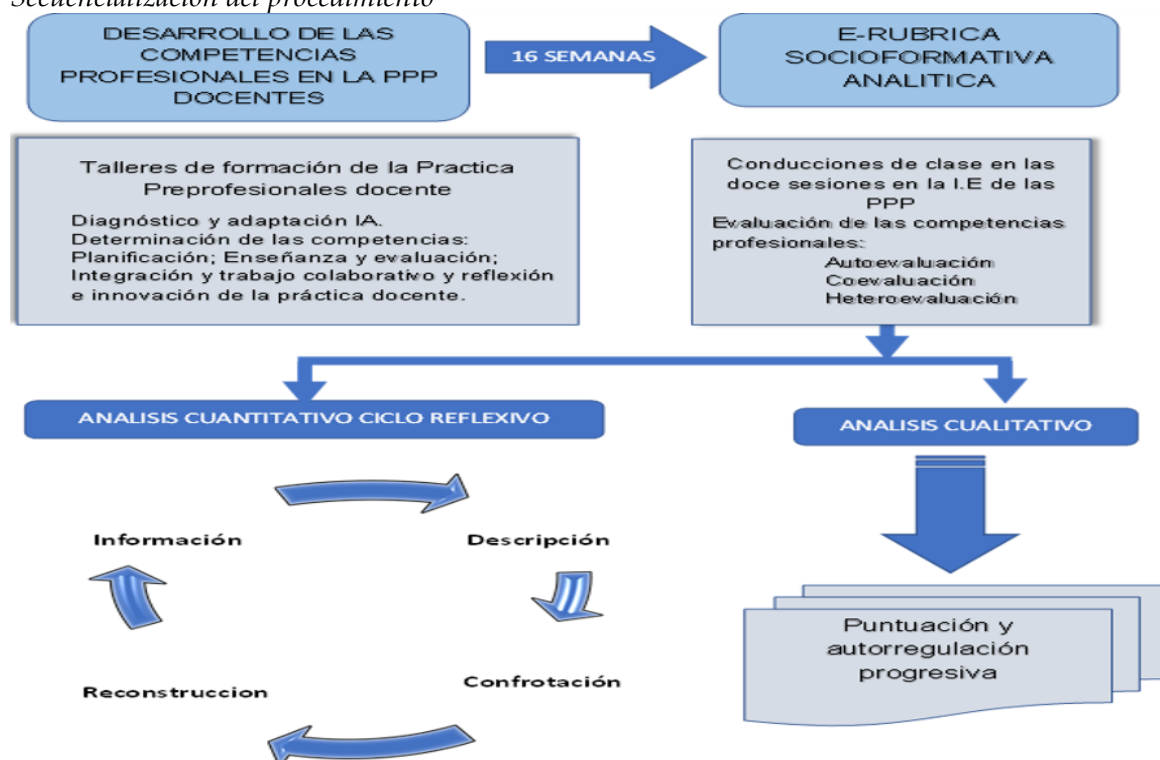 Secuencialización del procedimiento
DESARROLLO DE LAS
COMPETENCIAS
PROFESIONALES EN LA PPP
DOCENTES
16 SEMANAS
E-RUBRICA
SOCIOFORMATIVA
ANALITICA
Talleres de formación de la Practica
Preprofesionales docente
Diagnóstico y adaptación IA.
Determinación de las competencias:
Planificación; Enseñanza y evaluación;
Integración y trabajo colaborativo y reflexión
e innovación de la práctica docente.
Conducciones de clase en las
doce sesiones en la I.E de las
PPP
Evaluación de las competencias
profesionales:
Autoevaluación
Coevaluación
Heteroevaluación
ANALISIS CUANTITATIVO CICLO REFLEXIVO
ANALISIS CUALITATIVO
Información
Descripción
Reconstruccion
Confrotación
Puntuación y
autorregulación
progresiva